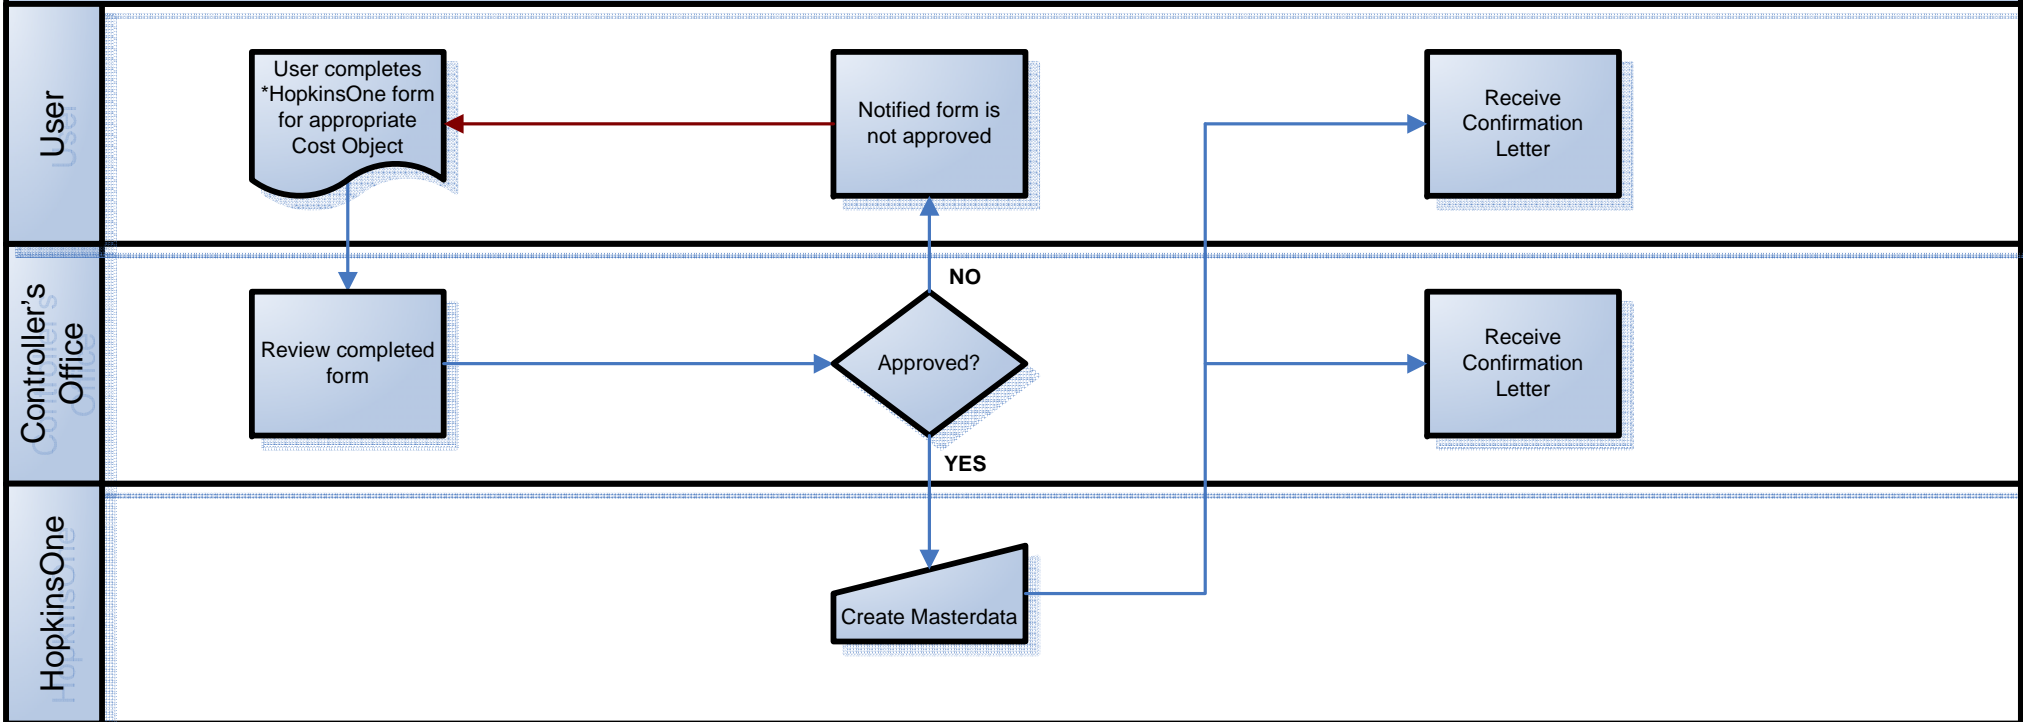 User
User completes
*HopkinsOne form
for appropriate
Cost Object
Notified form is
not approved
Receive
Confirmation
Letter
Controller's
Office
Review completed
form
NO
Approved?
YES
Receive
Confirmation
Letter
HopkinsOne
Create Masterdata